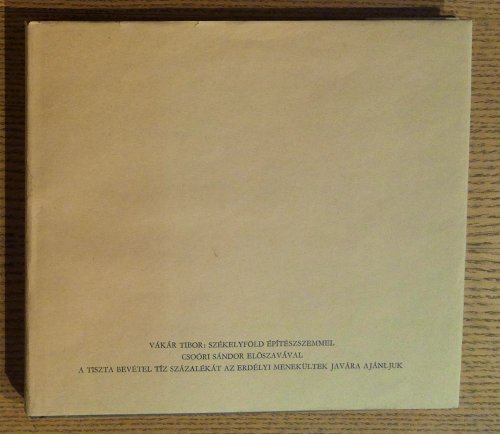 VÁKÁR TIBOR: SZÉKELYFÖLD ÉPÍTÉSZSZEMMEL
CSOÓRI SÁNDOR ELŐSZAVÁVAL
A TISZTA BEVÉTEL TÍZ SZÁZALÉKÁT AZ ERDÉLYI MENEKÜLTEK JAVÁRA AJÁNLJUK